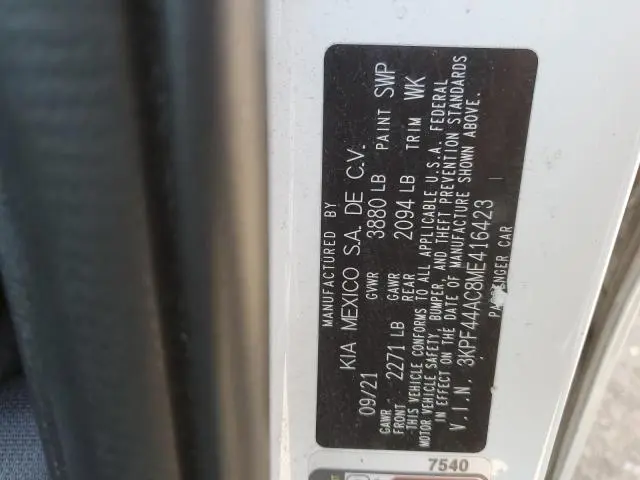 MANUFACTURED BY
KIA MEXICO S.A. DE C.V.
09/21 GVWR 3880 LB PAINT SWP
GAWR FRONT 2271 LB GAWR REAR 2094 LB TRIM WK
THIS VEHICLE CONFORMS TO ALL APPLICABLE U.S.A. FEDERAL
MOTOR VEHICLE SAFETY, BUMPER, AND THEFT PREVENTION STANDARDS
IN EFFECT ON THE DATE OF MANUFACTURE SHOWN ABOVE.
V.I.N. 3KPF44AC8ME416423
PASSENGER CAR
7540